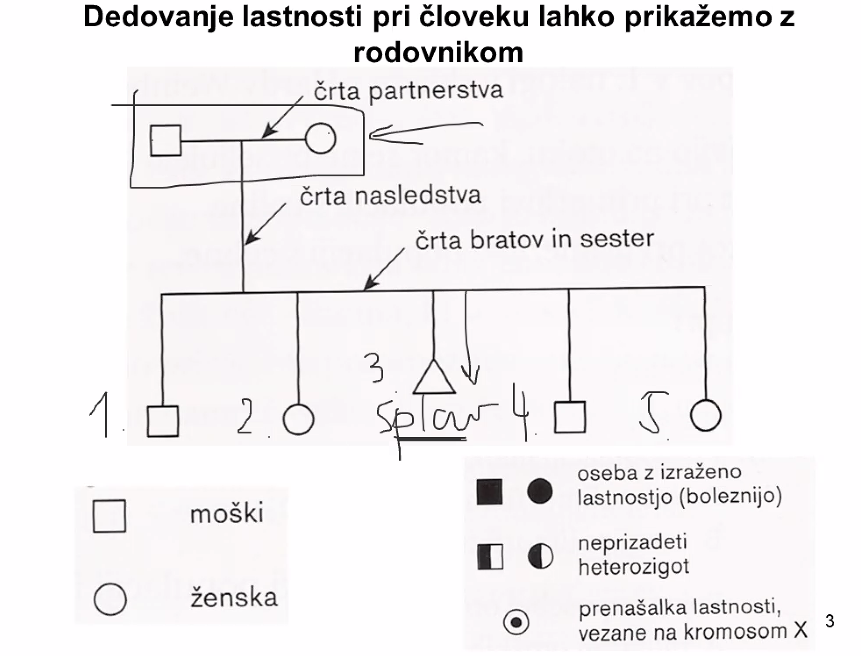 Dedovanje lastnosti pri človeku lahko prikažemo z
rodovnikom
črta partnerstva
črta nasledstva
črta bratov in sester
3
1. 2. splav 4. 5.
moški
ženska
oseba z izraženo
lastnostjo (boleznijo)
neprizadeti
heterozigot
prenašalka lastnosti,
vezane na kromosom X
3